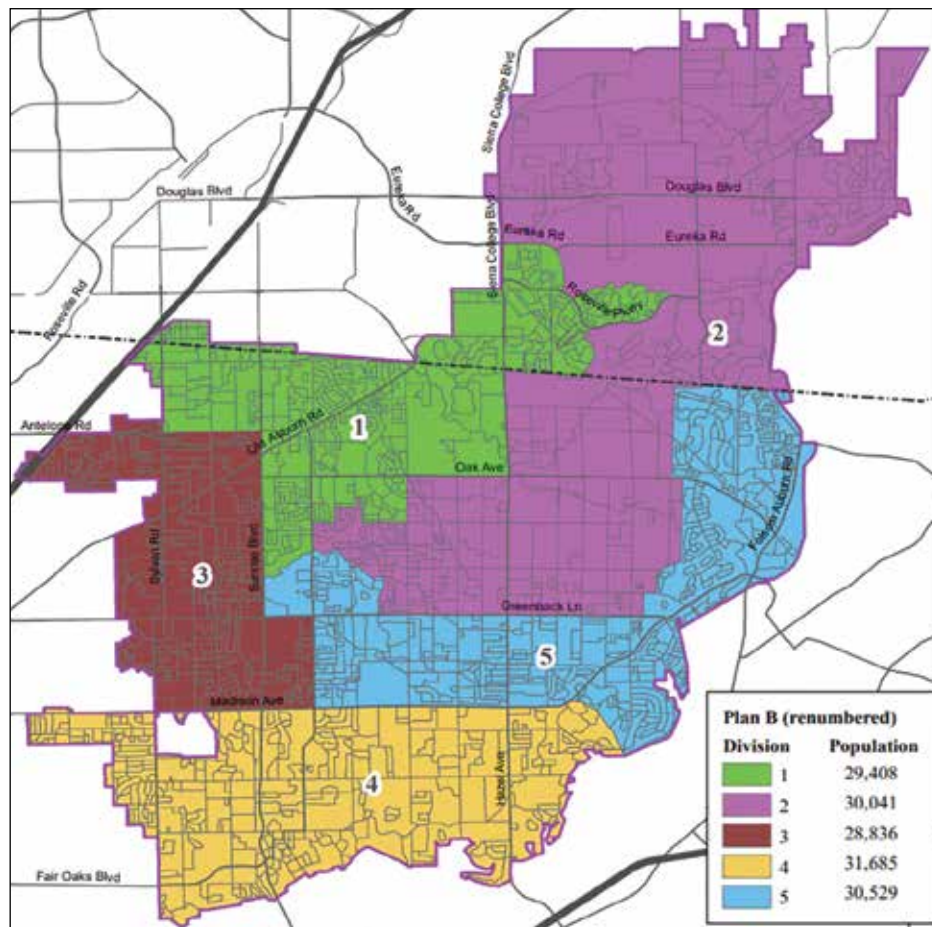 Sierra College Blvd
Douglas Blvd
Eureka Rd
Douglas Blvd
Sierra College Blvd
Eureka Rd
Eureka Rd
Roseville Rd
Roseville Pkwy
2
Antelope Rd
Old Auburn Rd
1
Oak Ave
Folsom Auburn Rd
Sylvan Rd
Sunrise Blvd
3
Greenback Ln
5
Madison Ave
Hazel Ave
4
Fair Oaks Blvd
Plan B (renumbered)
Division Population
1 29,408
2 30,041
3 28,836
4 31,685
5 30,529